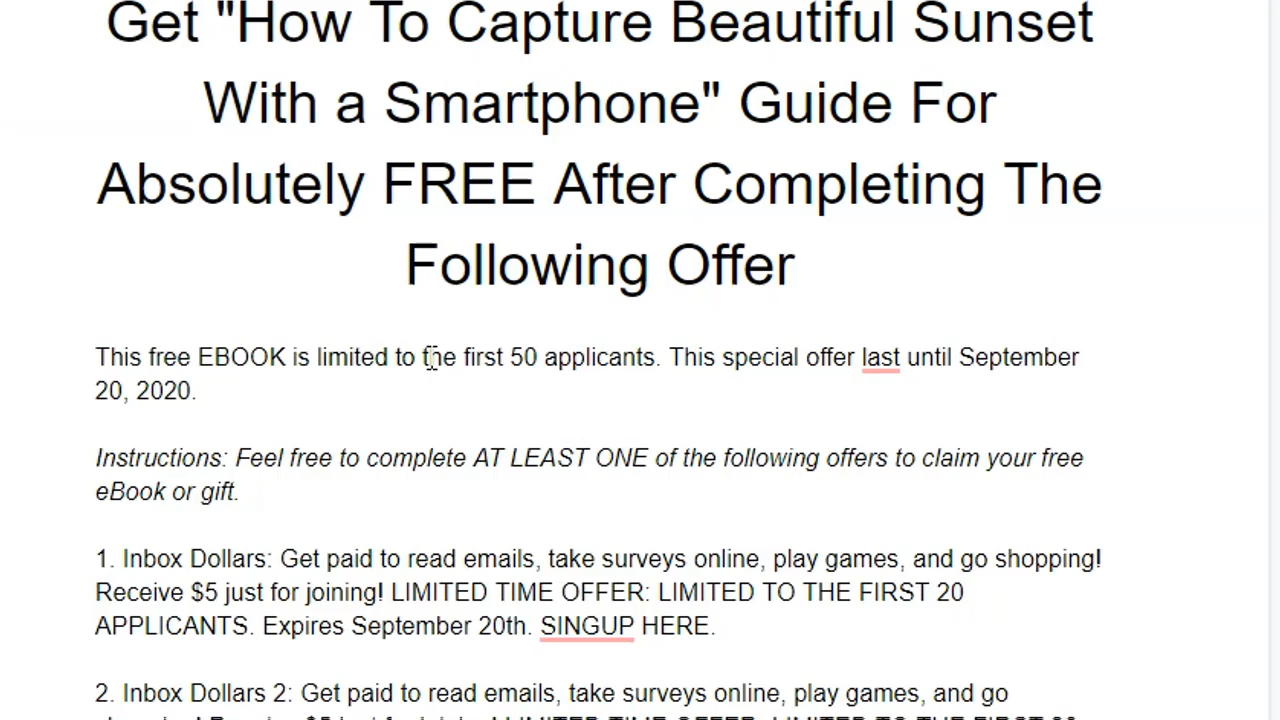 Get "How To Capture Beautiful Sunset
With a Smartphone" Guide For
Absolutely FREE After Completing The
Following Offer
This free EBOOK is limited to the first 50 applicants. This special offer last until September
20, 2020.
Instructions: Feel free to complete AT LEAST ONE of the following offers to claim your free
eBook or gift.
1. Inbox Dollars: Get paid to read emails, take surveys online, play games, and go shopping!
Receive $5 just for joining! LIMITED TIME OFFER: LIMITED TO THE FIRST 20
APPLICANTS. Expires September 20th. SINGUP HERE.
2. Inbox Dollars 2: Get paid to read emails, take surveys online, play games, and go